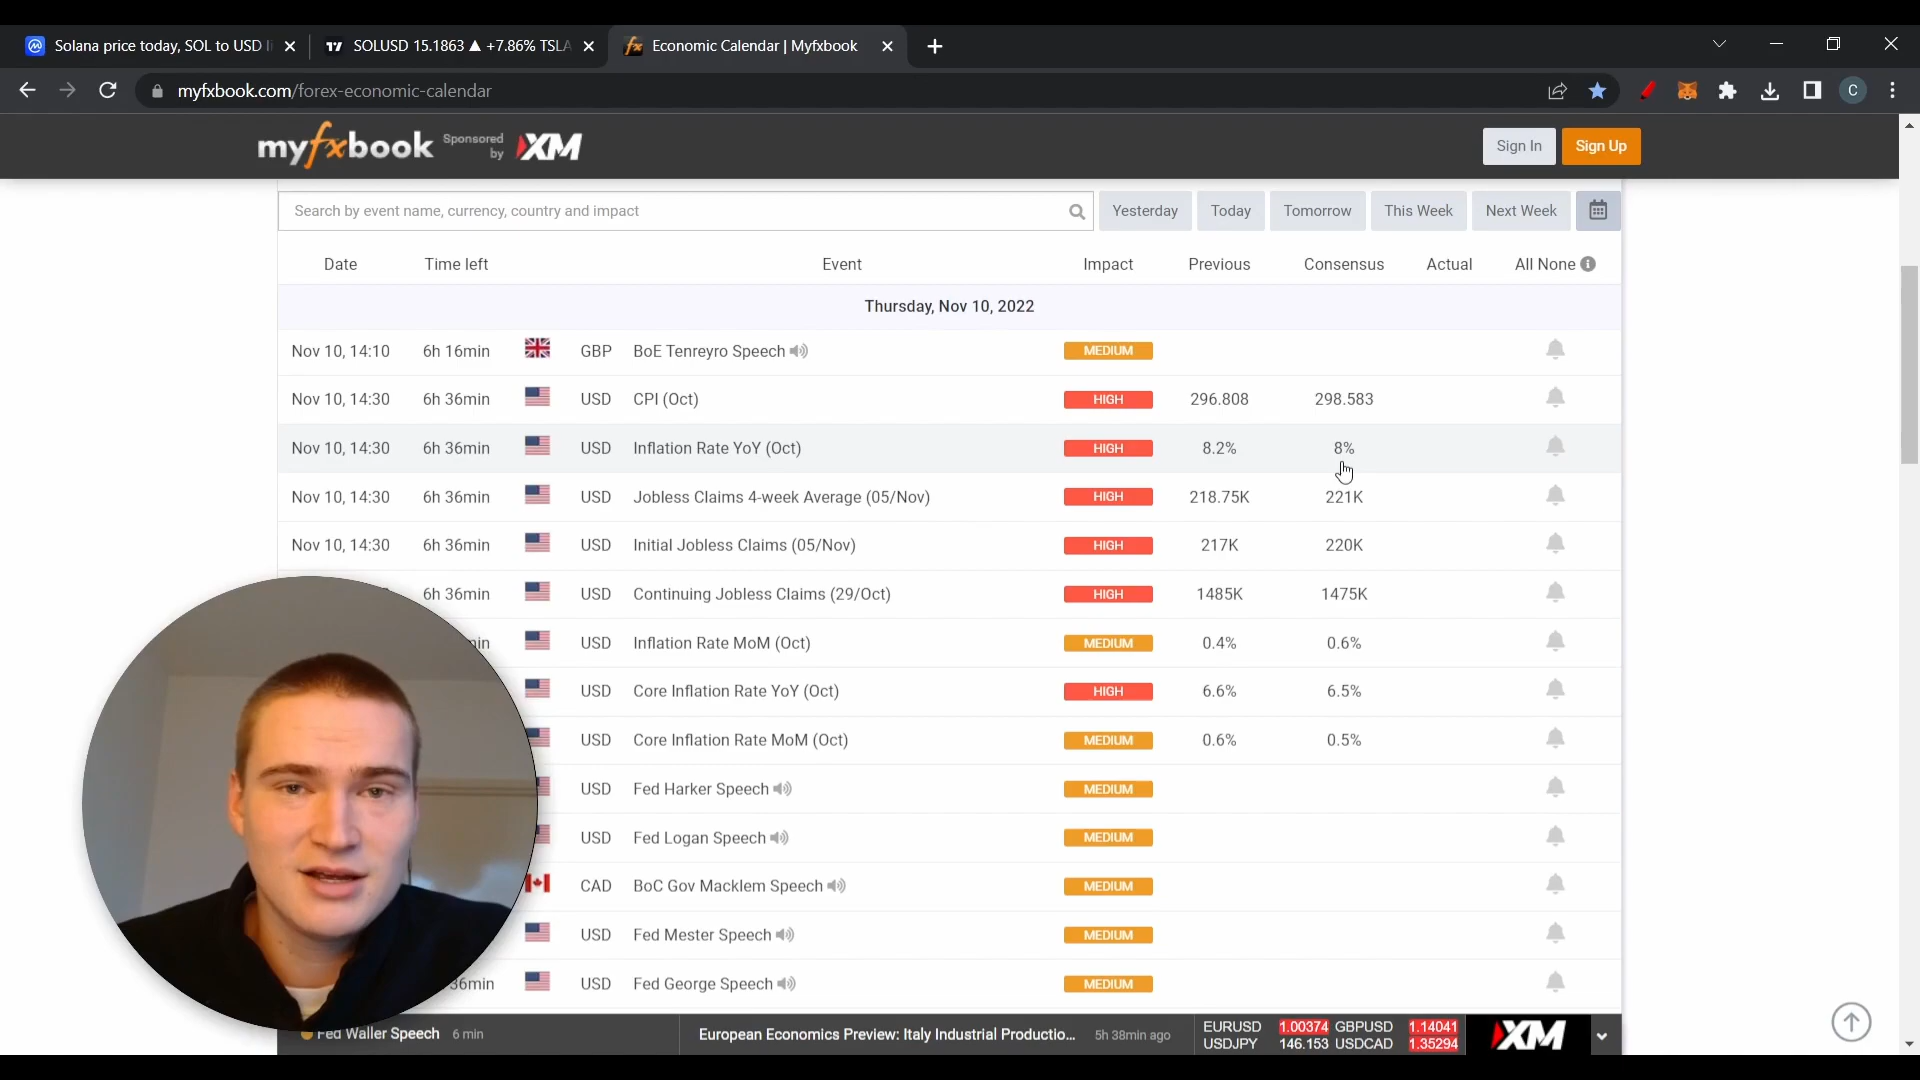 Solana price today, SOL to USD li
SOLUSD 15.1863 ▲ +7.86% TSLA
Economic Calendar | Myfxbook
myfxbook.com/forex-economic-calendar
C
myfxbook Sponsored by XM
Sign In
Sign Up
Search by event name, currency, country and impact
Yesterday
Today
Tomorrow
This Week
Next Week
Date Time left Event Impact Previous Consensus Actual All None
Thursday, Nov 10, 2022
Nov 10, 14:10 6h 16min GBP BoE Tenreyro Speech MEDIUM
Nov 10, 14:30 6h 36min USD CPI (Oct) HIGH 296.808 298.583
Nov 10, 14:30 6h 36min USD Inflation Rate YoY (Oct) HIGH 8.2% 8%
Nov 10, 14:30 6h 36min USD Jobless Claims 4-week Average (05/Nov) HIGH 218.75K 221K
Nov 10, 14:30 6h 36min USD Initial Jobless Claims (05/Nov) HIGH 217K 220K
6h 36min USD Continuing Jobless Claims (29/Oct) HIGH 1485K 1475K
USD Inflation Rate MoM (Oct) MEDIUM 0.4% 0.6%
USD Core Inflation Rate YoY (Oct) HIGH 6.6% 6.5%
USD Core Inflation Rate MoM (Oct) MEDIUM 0.6% 0.5%
USD Fed Harker Speech MEDIUM
USD Fed Logan Speech MEDIUM
CAD BoC Gov Macklem Speech MEDIUM
USD Fed Mester Speech MEDIUM
36min USD Fed George Speech MEDIUM
Fed Waller Speech 6 min
European Economics Preview: Italy Industrial Productio... 5h 38min ago
EURUSD 1.00374 GBPUSD 1.14041
USDJPY 146.153 USDCAD 1.35294
XM